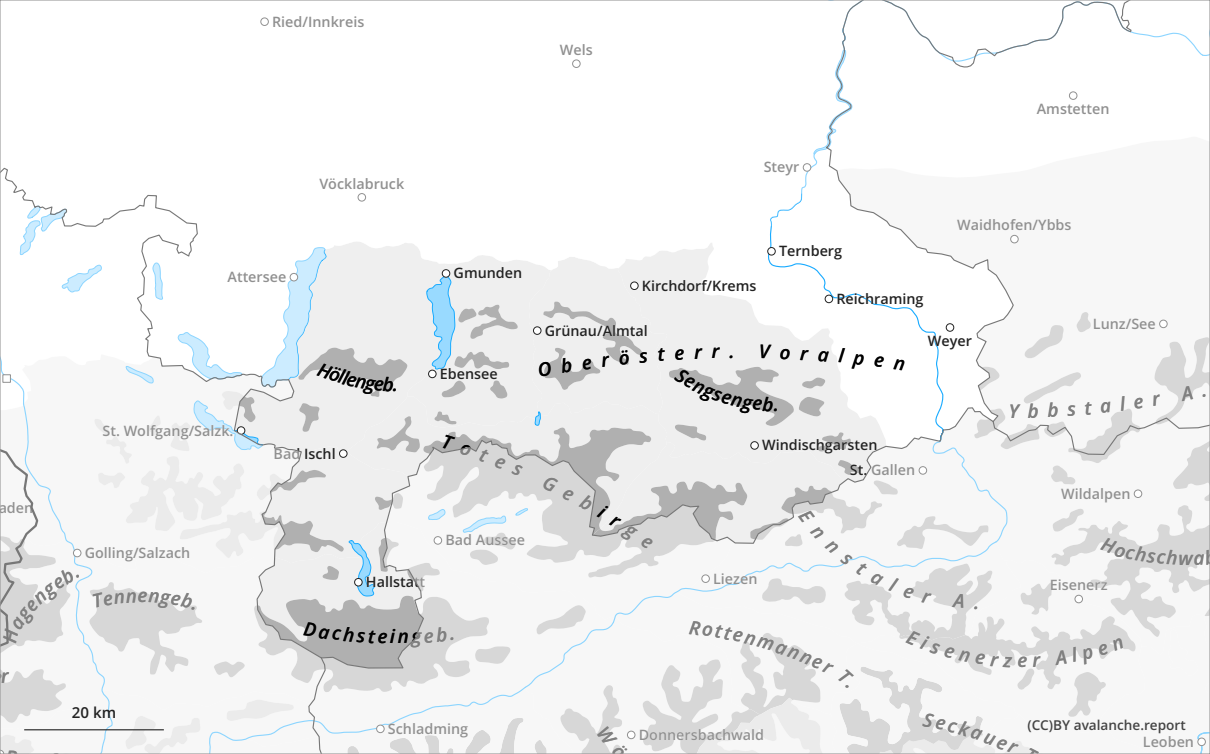 Ried/Innkreis
Wels
Amstetten
Steyr
Vöcklabruck
Waidhofen/Ybbs
Ternberg
Attersee
Gmunden
Kirchdorf/Krems
Reichraming
Grünau/Almtal
Weyer
Lunz/See
Oberösterr. Voralpen
Höllengeb.
Ebensee
Sengsengeb.
Ybbstaler A.
St. Wolfgang/Salzk.
Bad Ischl
Totes Gebirge
Windischgarsten
St. Gallen
Wildalpen
aden
Golling/Salzach
Bad Aussee
Ennstaler A.
Hochschwab
Hagengeb.
Tennengeb.
Hallstatt
Liezen
Eisenerz
Dachsteingeb.
Rottenmanner T.
Eisenerzer Alpen
r
20 km
Schladming
Donnersbachwald
Wö
Seckauer T
(CC)BY avalanche.report
Leoben